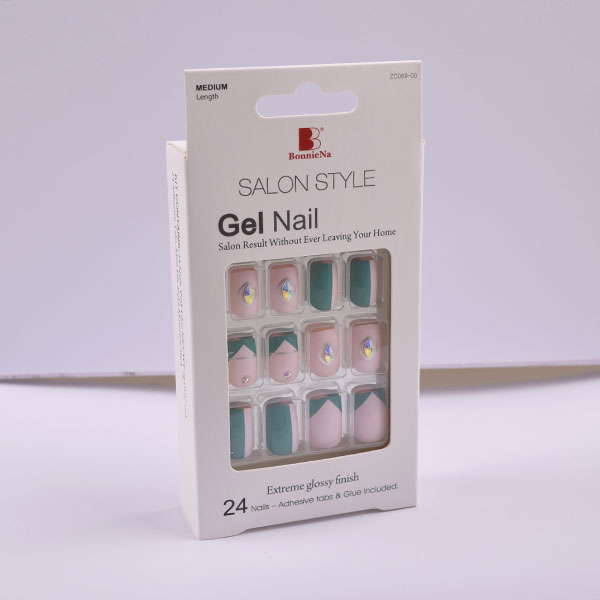 MEDIUM
Length
ZC069-00
B
®
BonnieNa
SALON STYLE
Gel Nail
Salon Result Without Ever Leaving Your Home
Extreme glossy finish
24 Nails – Adhesive tabs & Glue included.